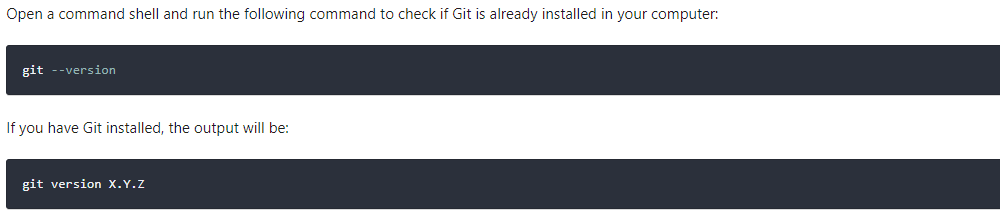 Open a command shell and run the following command to check if Git is already installed in your computer:
git --version
If you have Git installed, the output will be:
git version X.Y.Z